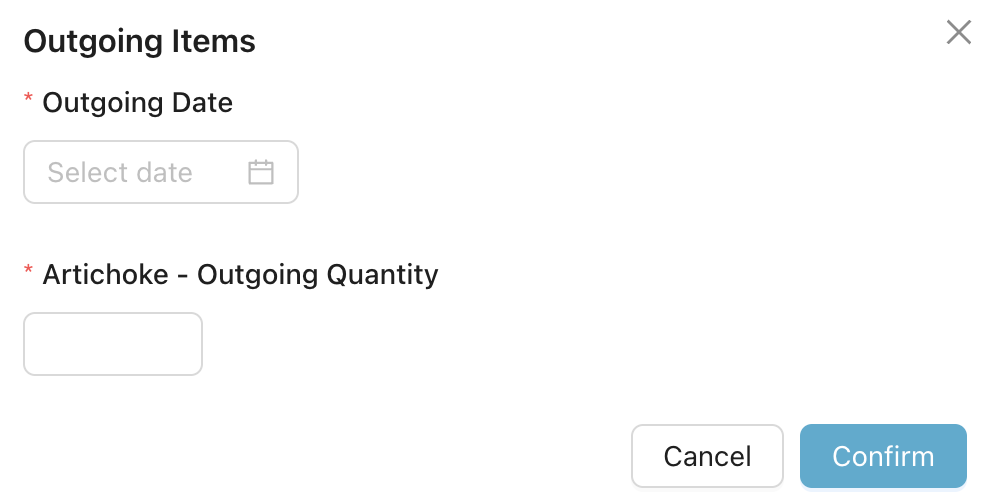 Outgoing Items
* Outgoing Date
Select date
* Artichoke - Outgoing Quantity
Cancel Confirm